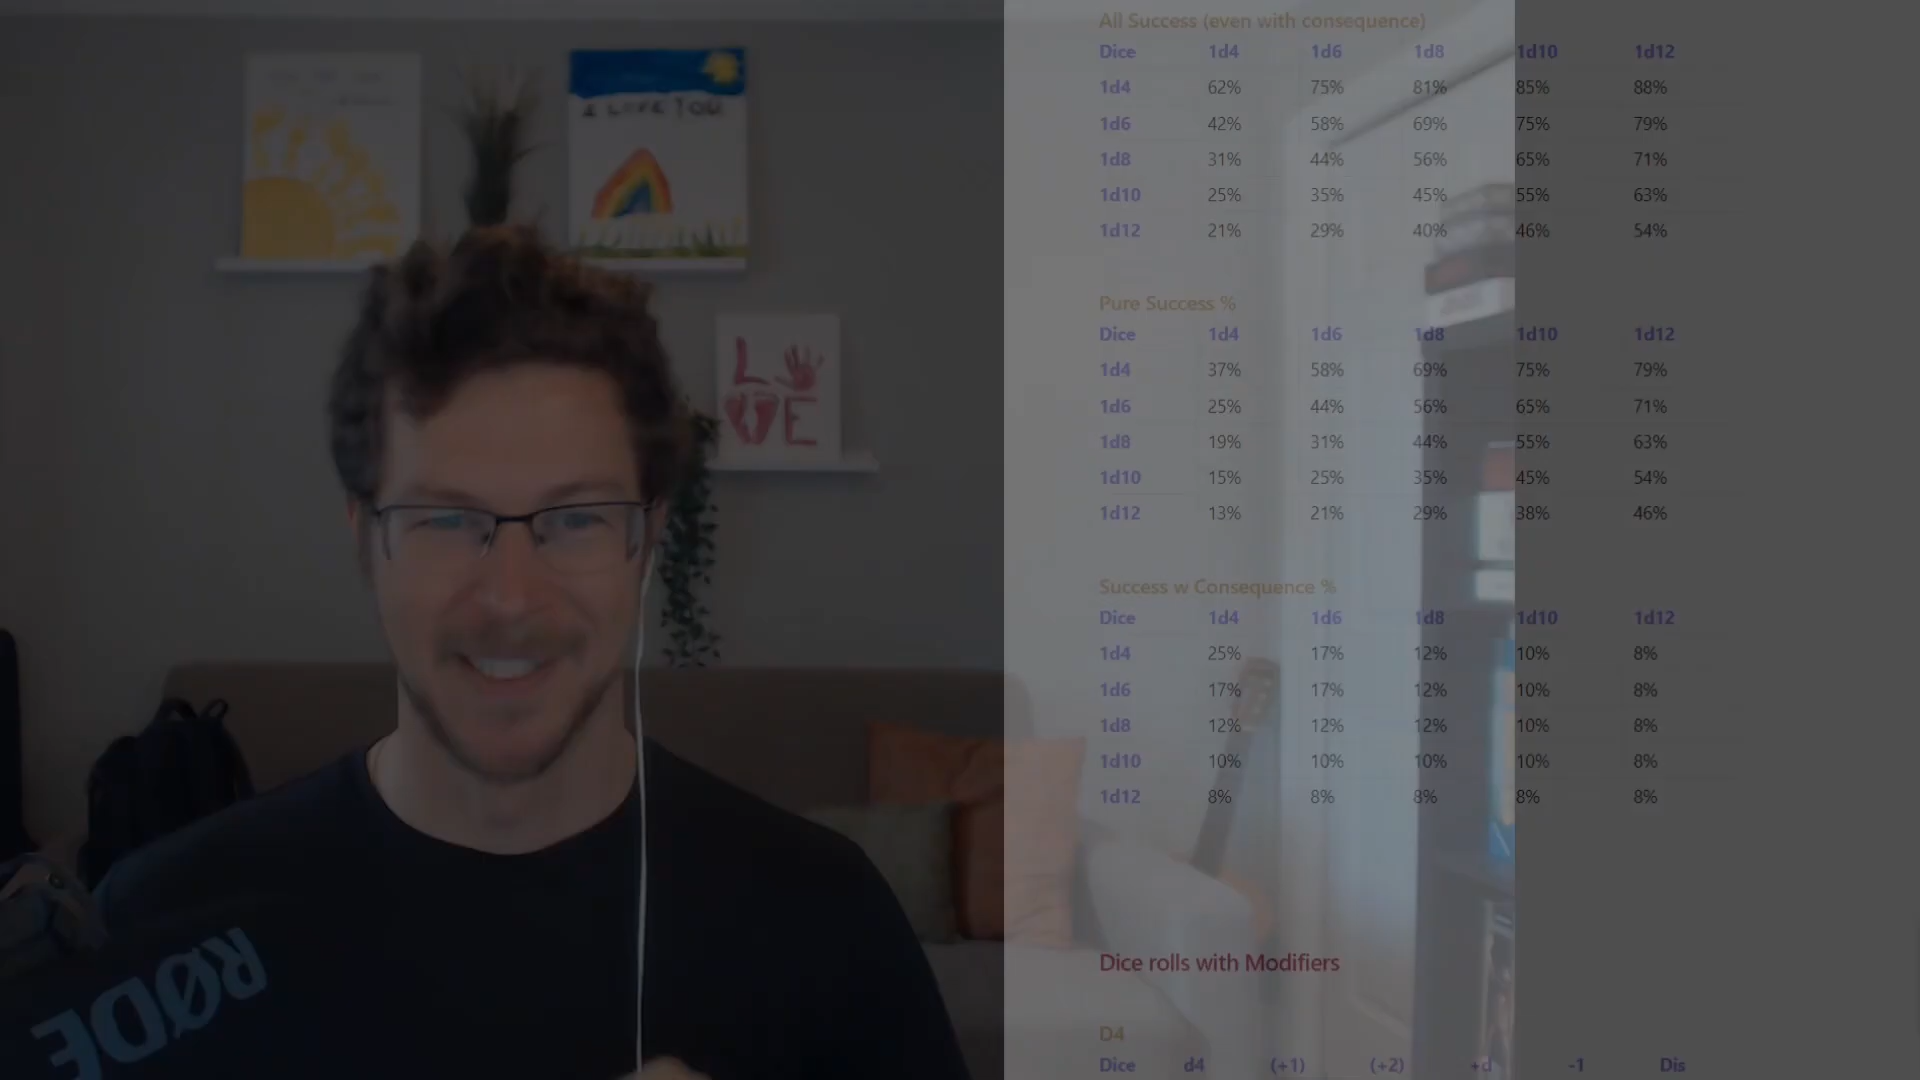 I LOVE YOU
L
VE
RØDE
All Success (even with consequence)
Dice 1d4 1d6 1d8 1d10 1d12
1d4 62% 75% 81% 85% 88%
1d6 42% 58% 69% 75% 79%
1d8 31% 44% 56% 65% 71%
1d10 25% 35% 45% 55% 63%
1d12 21% 29% 40% 46% 54%
Pure Success %
Dice 1d4 1d6 1d8 1d10 1d12
1d4 37% 58% 69% 75% 79%
1d6 25% 44% 56% 65% 71%
1d8 19% 31% 44% 55% 63%
1d10 15% 25% 35% 45% 54%
1d12 13% 21% 29% 38% 46%
Success w Consequence %
Dice 1d4 1d6 1d8 1d10 1d12
1d4 25% 17% 12% 10% 8%
1d6 17% 17% 12% 10% 8%
1d8 12% 12% 12% 10% 8%
1d10 10% 10% 10% 10% 8%
1d12 8% 8% 8% 8% 8%
Dice rolls with Modifiers
D4
Dice d4 (+1) (+2) +d -1 Dis